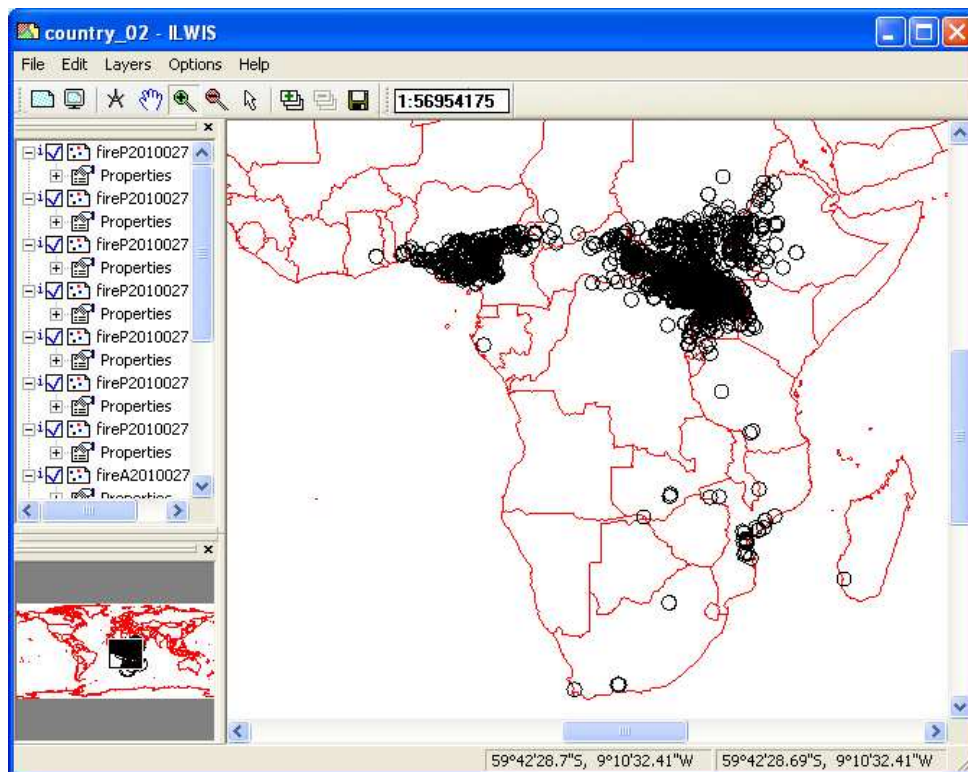 country_02 - ILWIS
File Edit Layers Options Help
1:56954175
fireP2010027
Properties
fireP2010027
Properties
fireP2010027
Properties
fireP2010027
Properties
fireP2010027
Properties
fireP2010027
Properties
fireP2010027
Properties
fireA2010027
Properties
59°42'28.7"S, 9°10'32.41"W 59°42'28.69"S, 9°10'32.41"W